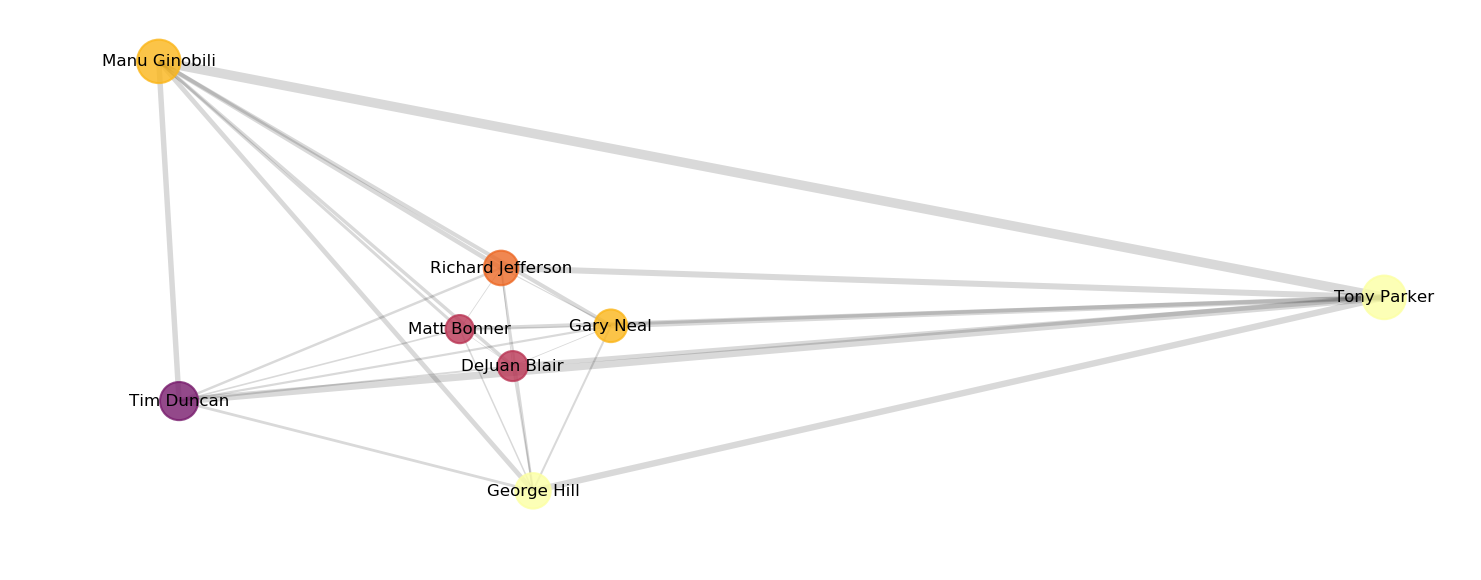 Manu Ginobili
Richard Jefferson
Tony Parker
Matt Bonner
Gary Neal
DeJuan Blair
Tim Duncan
George Hill